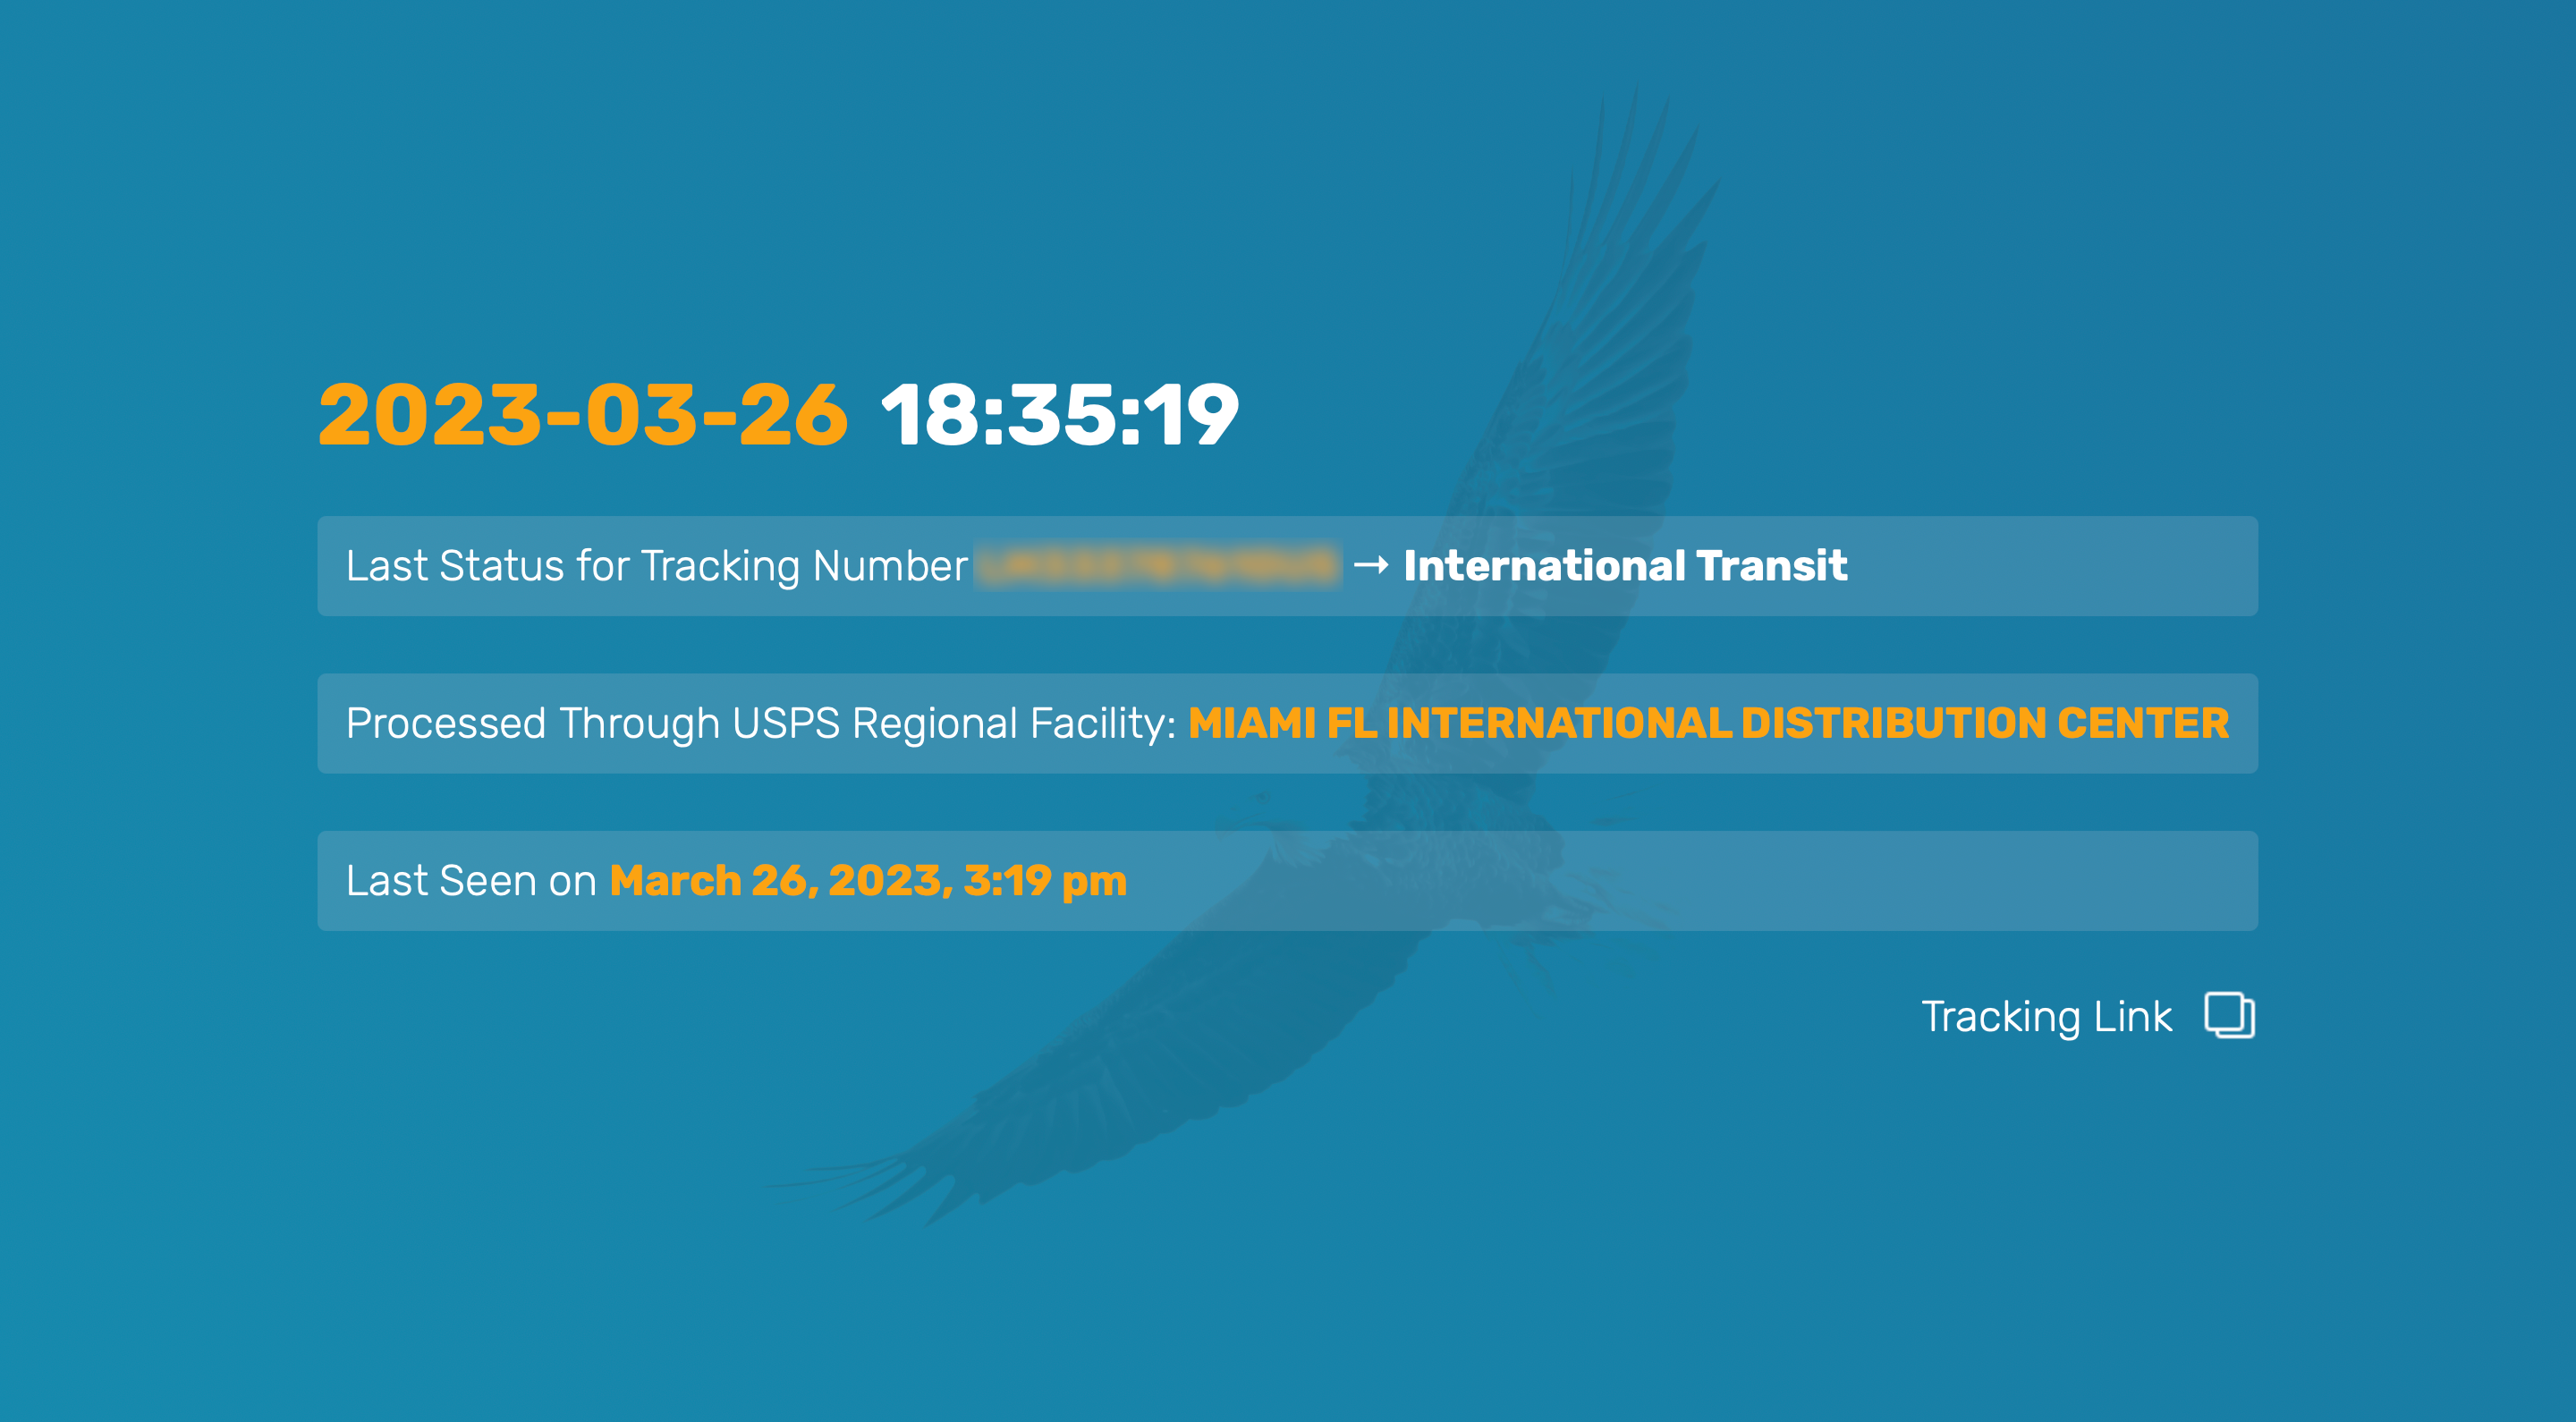 2023-03-26 18:35:19
Last Status for Tracking Number → International Transit
Processed Through USPS Regional Facility: MIAMI FL INTERNATIONAL DISTRIBUTION CENTER
Last Seen on March 26, 2023, 3:19 pm
Tracking Link